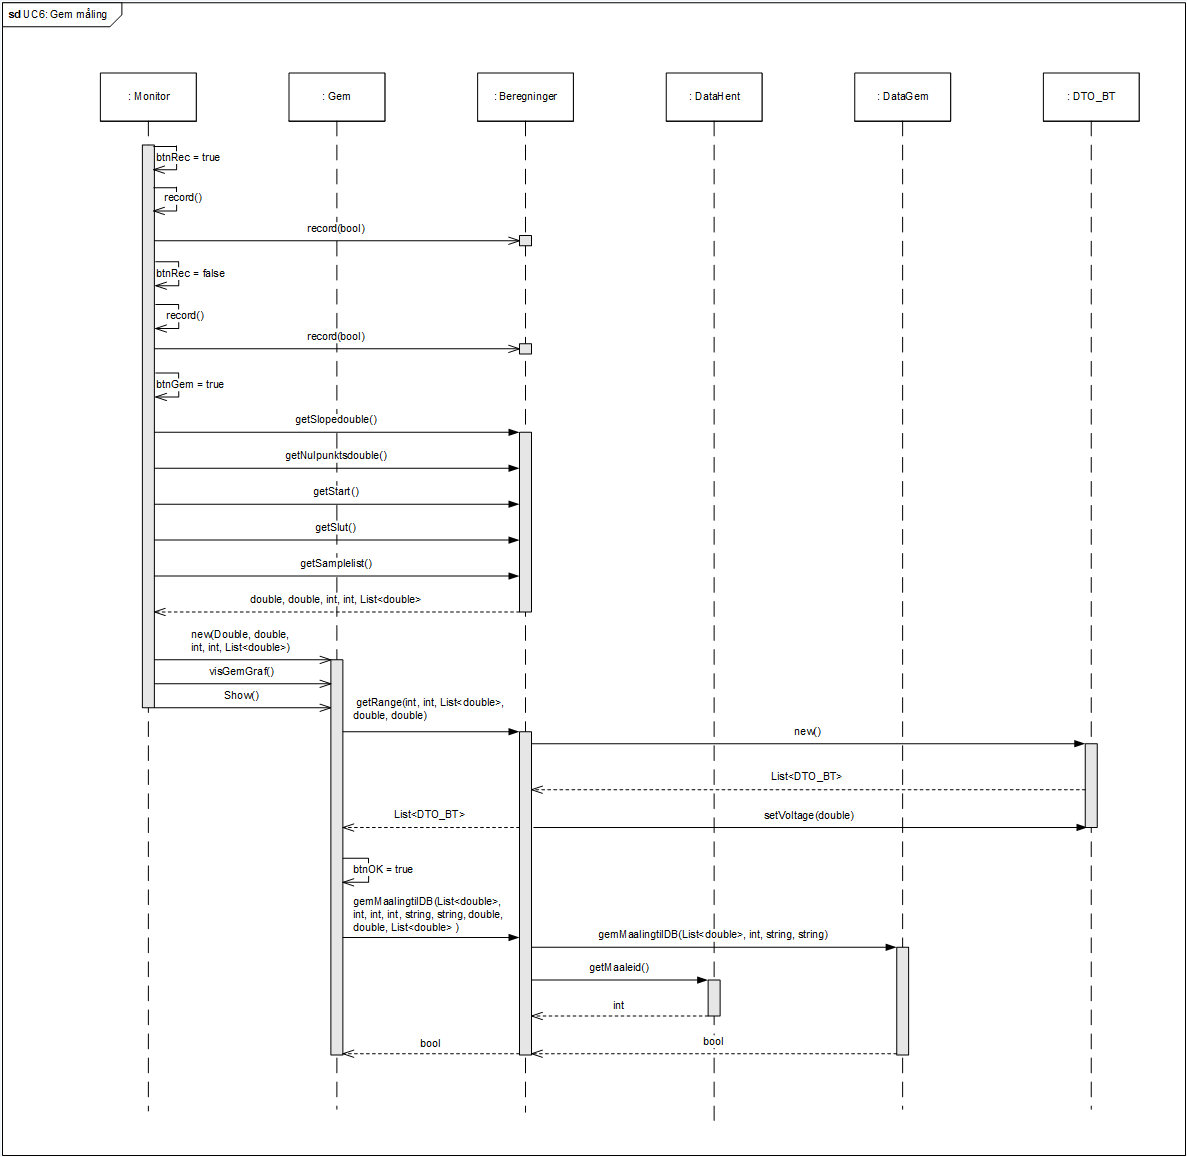 sd UC6: Gem måling
: Monitor
: Gem
: Beregninger
: DataHent
: DataGem
: DTO_BT
btnRec = true
record()
record(bool)
btnRec = false
record()
record(bool)
btnGem = true
getSlopedouble()
getNulpunktsdouble()
getStart()
getSlut()
getSamplelist()
double, double, int, int, List<double>
new(Double, double,
int, int, List<double>)
visGemGraf()
Show()
getRange(int, int, List<double>,
double, double)
new()
List<DTO_BT>
List<DTO_BT>
setVoltage(double)
btnOK = true
gemMaalingtilDB(List<double>,
int, int, int, string, string, double,
double, List<double> )
gemMaalingtilDB(List<double>, int, string, string)
getMaaleid()
int
bool
bool